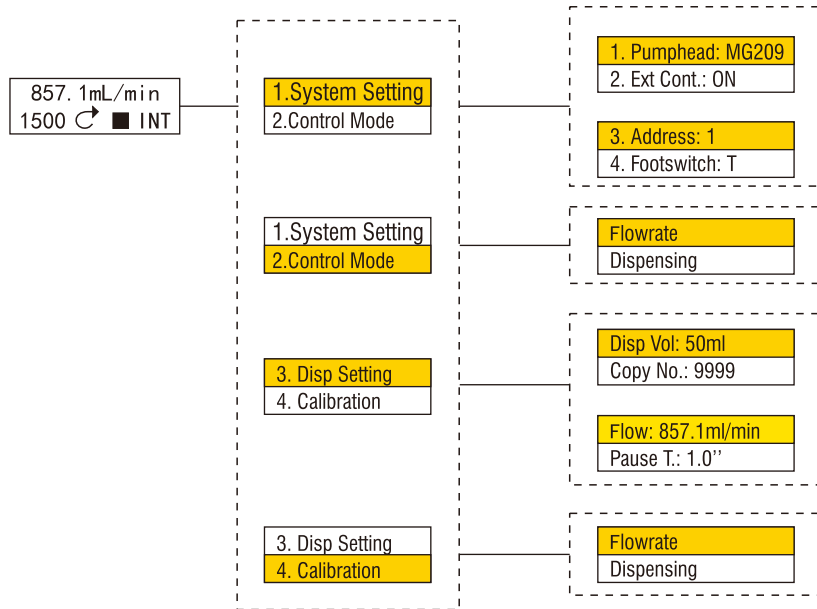 857.1mL/min
1500 ■ INT
1.System Setting
2.Control Mode
1. Pumphead: MG209
2. Ext Cont.: ON
3. Address: 1
4. Footswitch: T
1.System Setting
2.Control Mode
Flowrate
Dispensing
3. Disp Setting
4. Calibration
Disp Vol: 50ml
Copy No.: 9999
Flow: 857.1ml/min
Pause T.: 1.0''
3. Disp Setting
4. Calibration
Flowrate
Dispensing